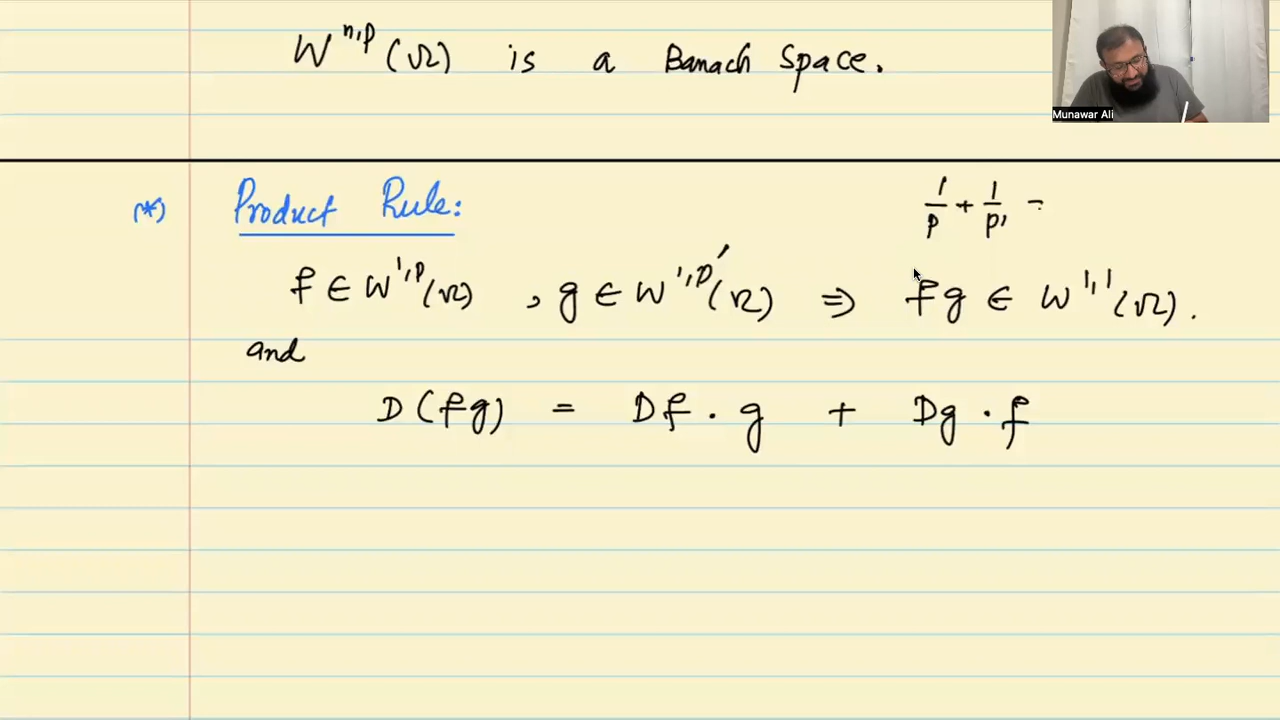 W^{n,p}(Ω) is a Banach Space.
Munawar Ali
(*) Product Rule:
1/p + 1/p' =
f ∈ W^{1,p}(Ω), g ∈ W^{1,p'}(Ω) ⇒ fg ∈ W^{1,1}(Ω).
and
D(fg) = Df · g + Dg · f